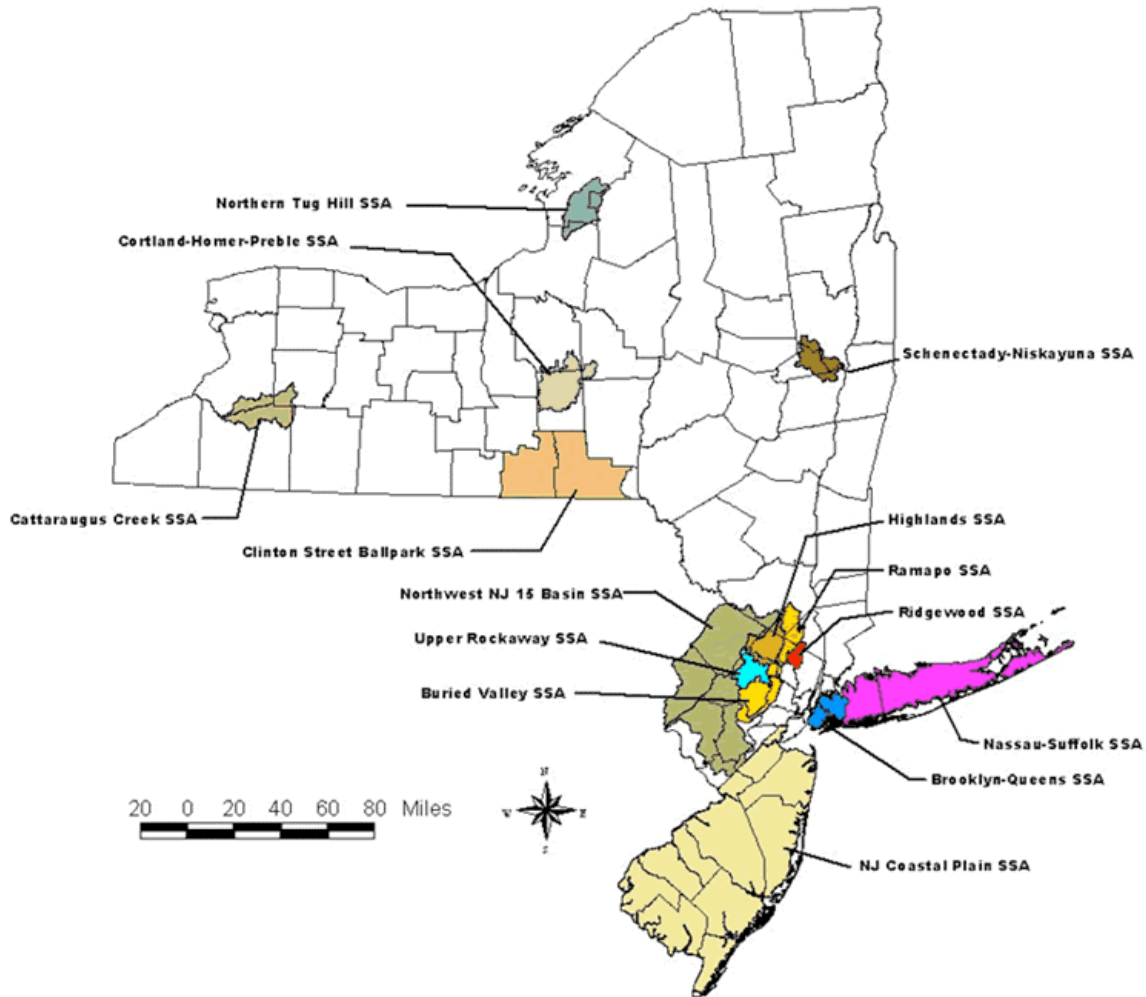 Northern Tug Hill SSA
Cortland-Homer-Preble SSA
Schenectady-Niskayuna SSA
Cattaraugus Creek SSA
Highlands SSA
Clinton Street Ballpark SSA
Ramapo SSA
Northwest NJ 15 Basin SSA
Ridgewood SSA
Upper Rockaway SSA
Buried Valley SSA
Nassau-Suffolk SSA
Brooklyn-Queens SSA
N
W E
S
20 0 20 40 60 80 Miles
NJ Coastal Plain SSA